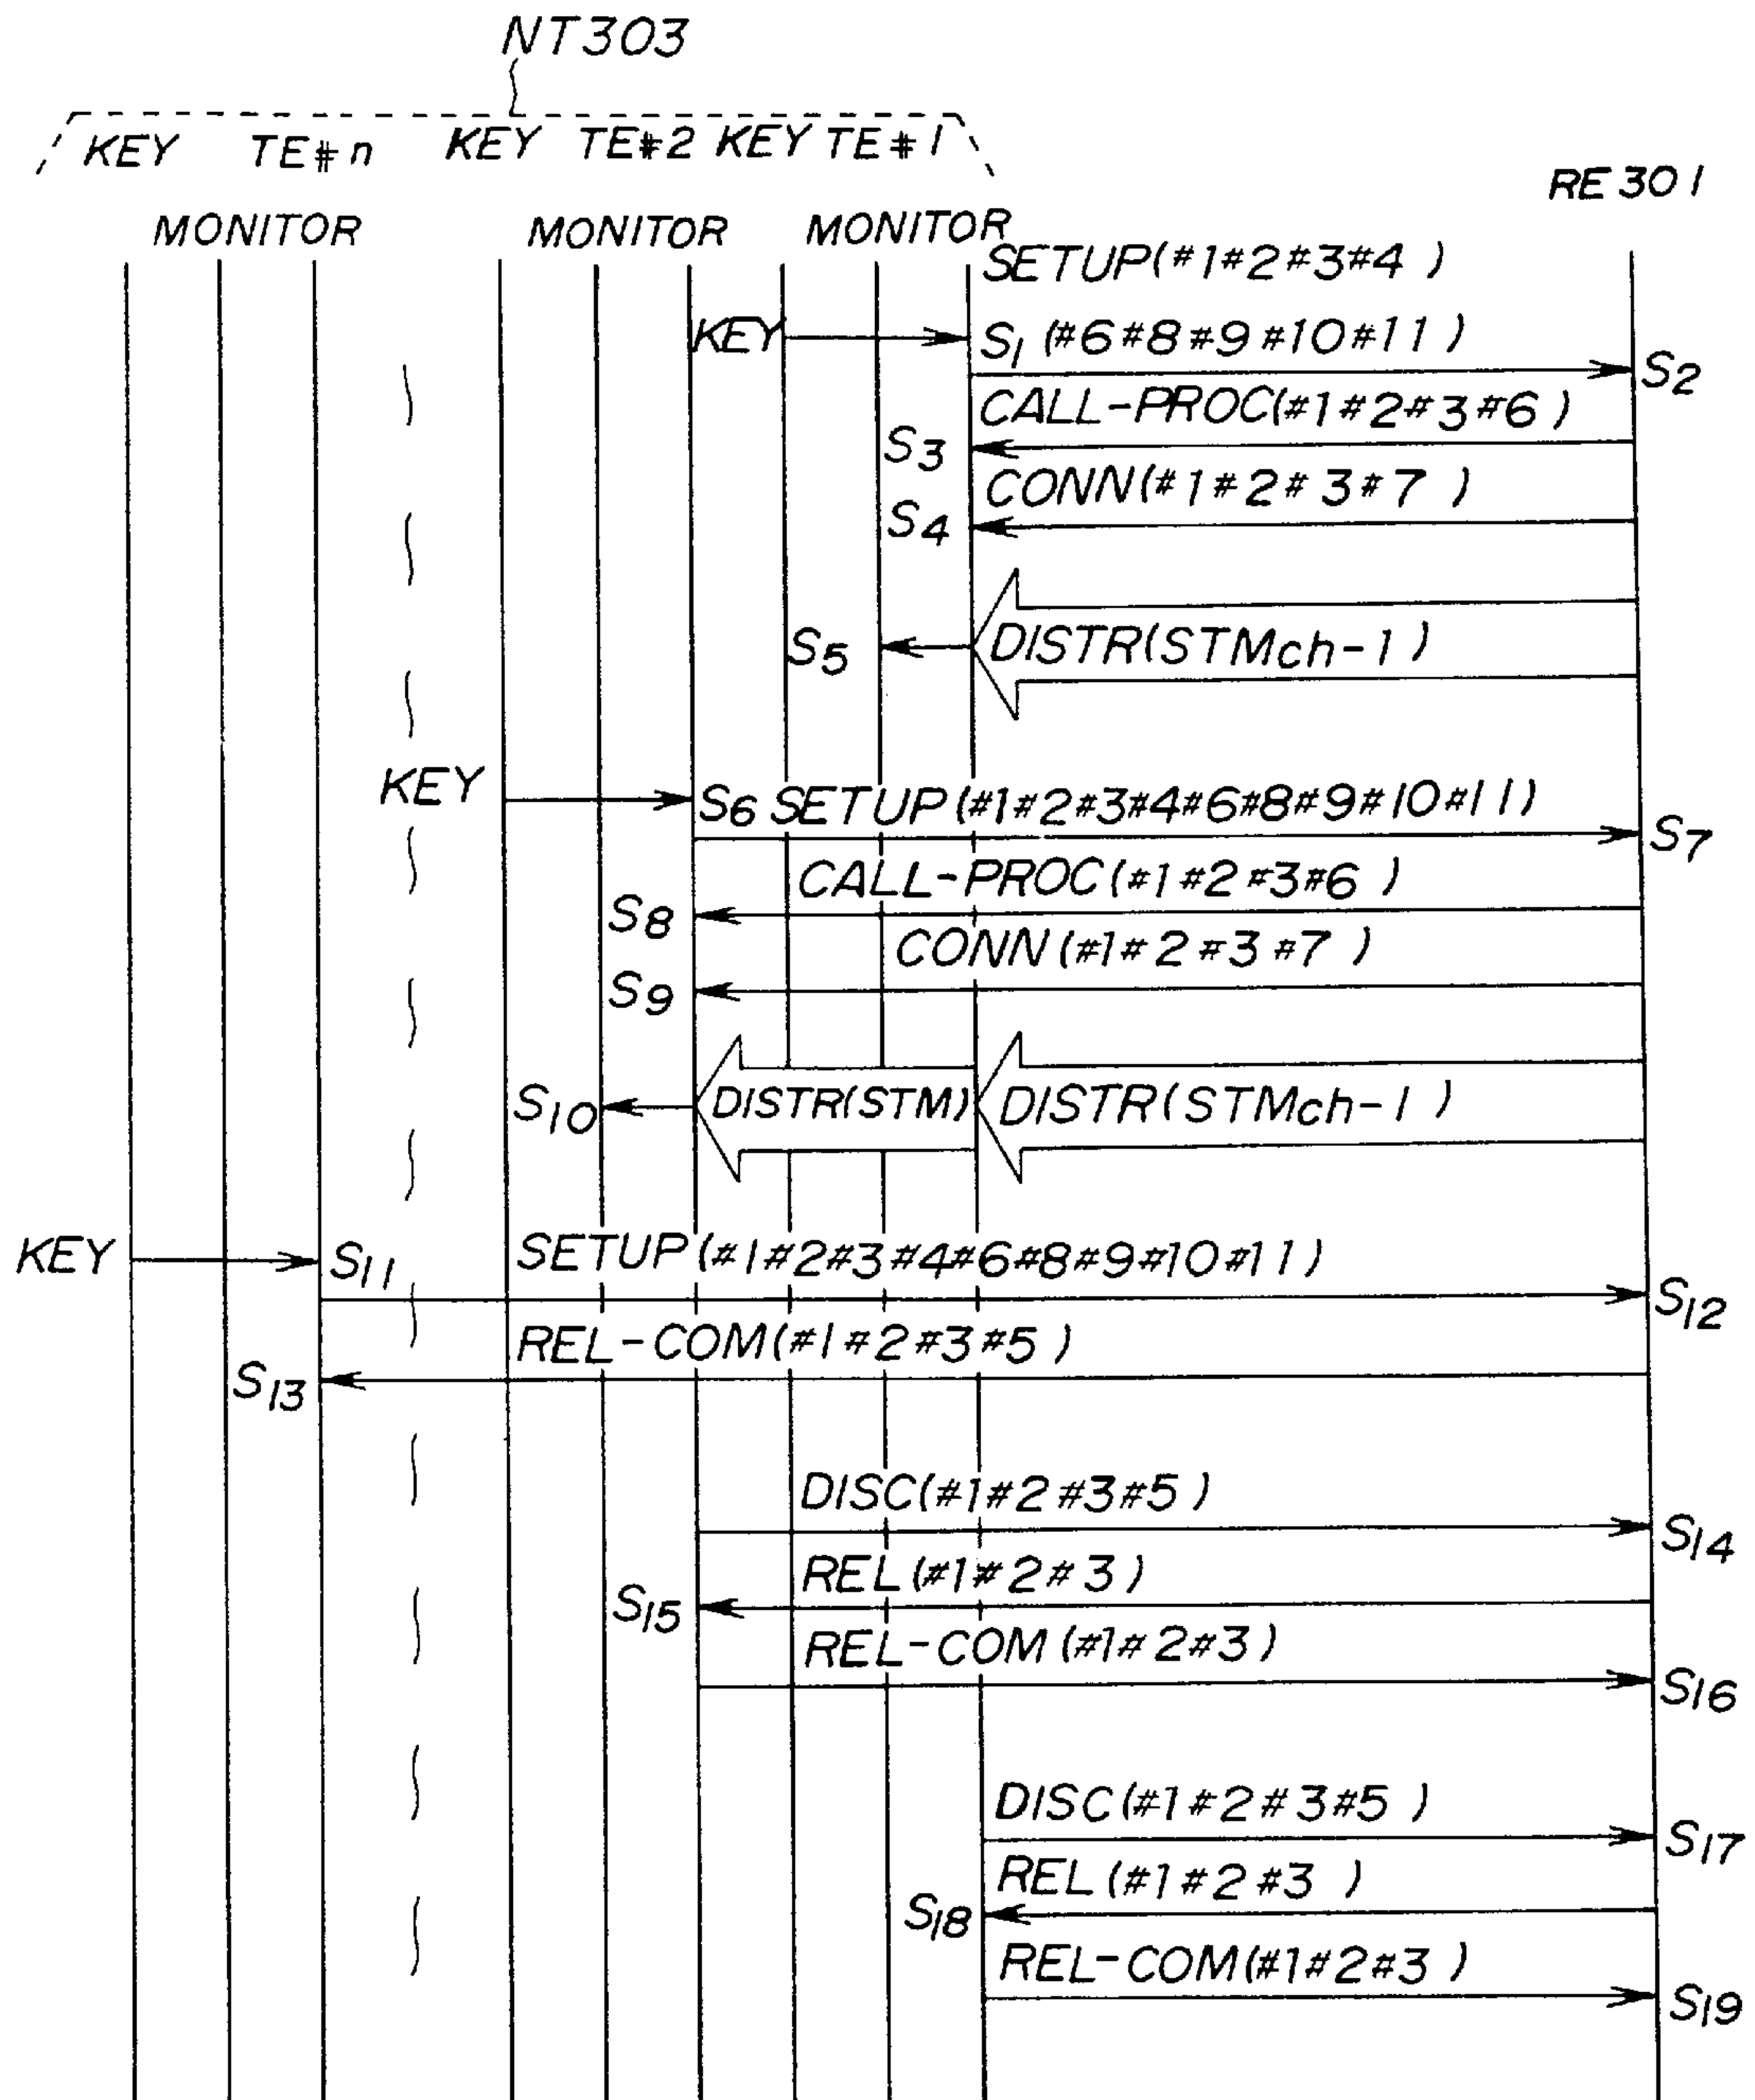 NT303
KEY TE#n KEY TE#2 KEY TE#1
RE301
MONITOR MONITOR MONITOR
SETUP(#1#2#3#4)
KEY S1 (#6#8#9#10#11)
S2
CALL-PROC(#1#2#3#6)
S3
CONN(#1#2#3#7)
S4
S5 DISTR(STMch-1)
KEY S6 SETUP(#1#2#3#4#6#8#9#10#11)
S7
CALL-PROC(#1#2#3#6)
S8
CONN(#1#2#3#7)
S9
S10 DISTR(STM) DISTR(STMch-1)
KEY S11 SETUP(#1#2#3#4#6#8#9#10#11)
S12
REL-COM(#1#2#3#5)
S13
DISC(#1#2#3#5)
S14
REL(#1#2#3)
S15
REL-COM(#1#2#3)
S16
DISC(#1#2#3#5)
S17
REL(#1#2#3)
S18
REL-COM(#1#2#3)
S19